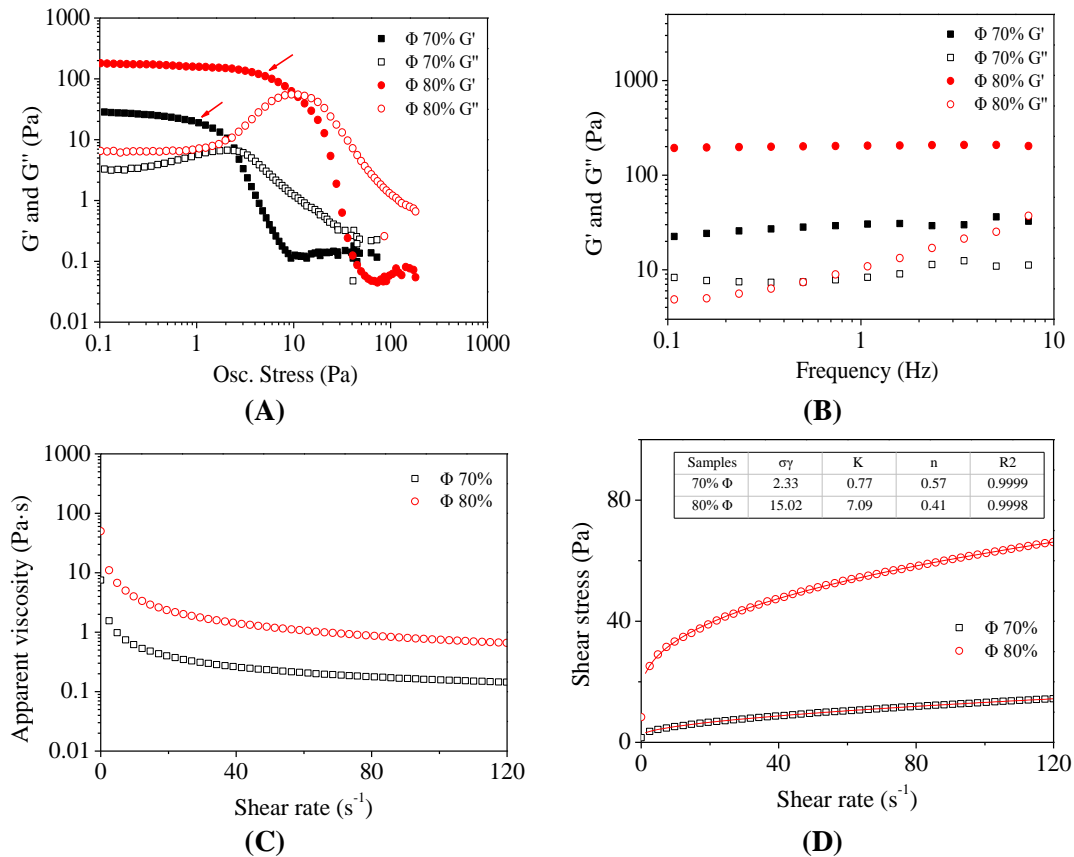 1000
100
10
1
0.1
0.01
G' and G'' (Pa)
0.1 1 10 100 1000
Osc. Stress (Pa)
Φ 70% G'
Φ 70% G''
Φ 80% G'
Φ 80% G''
(A)
1000
100
10
G' and G'' (Pa)
0.1 1 10
Frequency (Hz)
Φ 70% G'
Φ 70% G''
Φ 80% G'
Φ 80% G''
(B)
1000
100
10
1
0.1
0.01
Apparent viscosity (Pa·s)
0 40 80 120
Shear rate (s⁻¹)
Φ 70%
Φ 80%
(C)
80
40
0
Shear stress (Pa)
0 40 80 120
Shear rate (s⁻¹)
Samples σγ K n R2
70% Φ 2.33 0.77 0.57 0.9999
80% Φ 15.02 7.09 0.41 0.9998
Φ 70%
Φ 80%
(D)